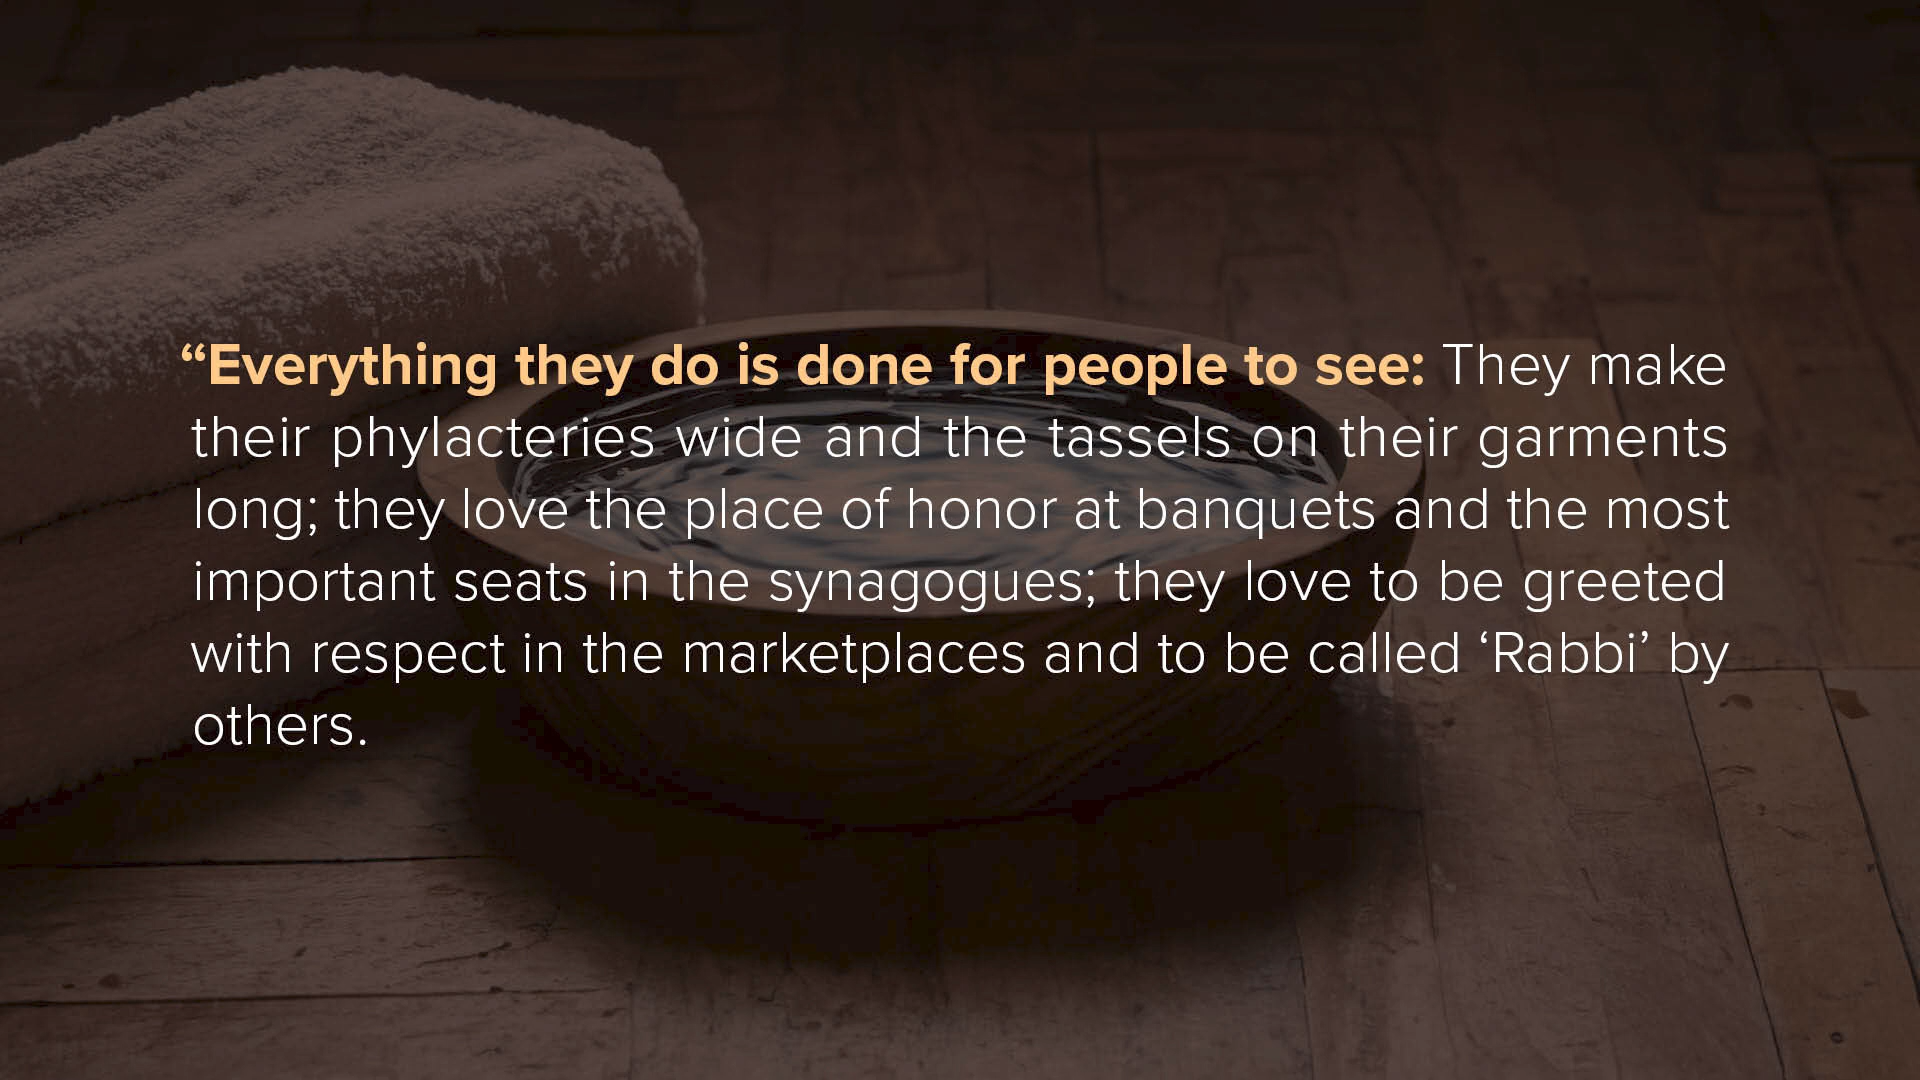 “Everything they do is done for people to see: They make
their phylacteries wide and the tassels on their garments
long; they love the place of honor at banquets and the most
important seats in the synagogues; they love to be greeted
with respect in the marketplaces and to be called ‘Rabbi’ by
others.